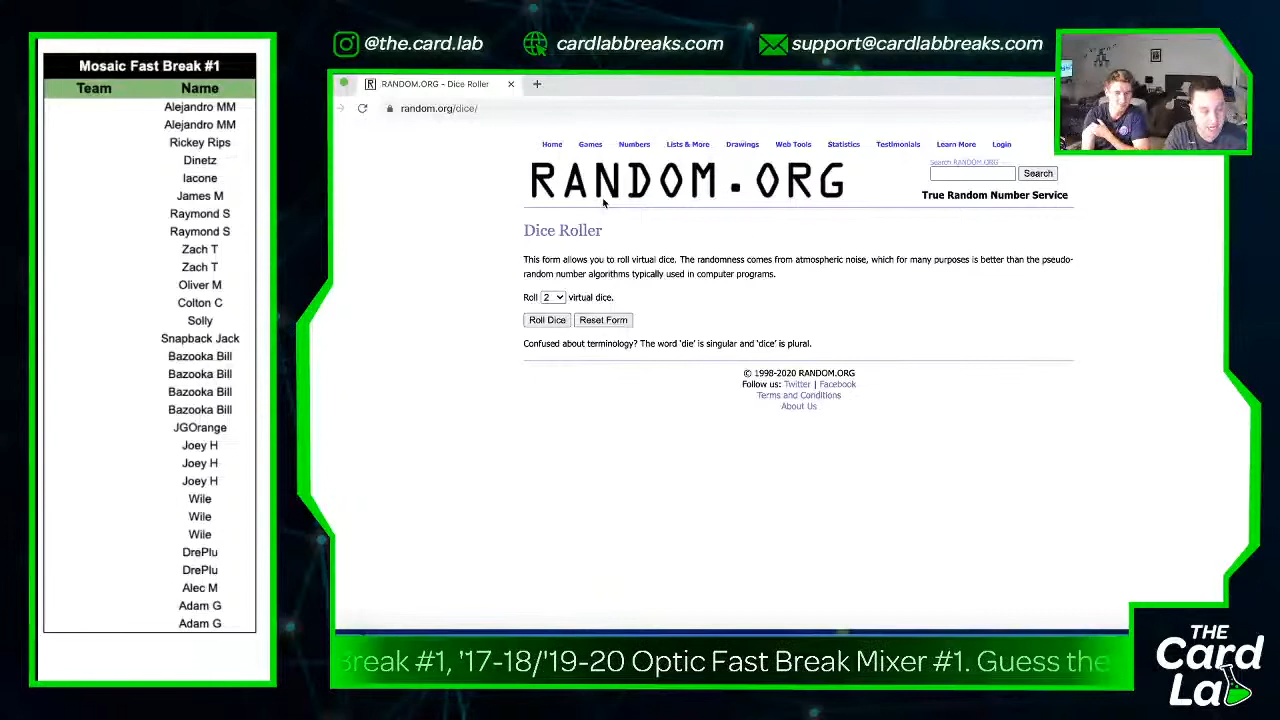 @the.card.lab
cardlabbreaks.com
support@cardlabbreaks.com
Mosaic Fast Break #1
Team Name
Alejandro MM
Alejandro MM
Rickey Rips
Dinetz
Iacone
James M
Raymond S
Raymond S
Zach T
Zach T
Oliver M
Colton C
Solly
Snapback Jack
Bazooka Bill
Bazooka Bill
Bazooka Bill
Bazooka Bill
JGOrange
Joey H
Joey H
Joey H
Wile
Wile
Wile
DrePlu
DrePlu
Alec M
Adam G
Adam G
RANDOM.ORG - Dice Roller
random.org/dice/
Home Games Numbers Lists & More Drawings Web Tools Statistics Testimonials Learn More Login
RANDOM.ORG
Search RANDOM.ORG
Search
True Random Number Service
Dice Roller
This form allows you to roll virtual dice. The randomness comes from atmospheric noise, which for many purposes is better than the pseudo-
random number algorithms typically used in computer programs.
Roll 2 virtual dice.
Roll Dice Reset Form
Confused about terminology? The word 'die' is singular and 'dice' is plural.
© 1998-2020 RANDOM.ORG
Follow us: Twitter | Facebook
Terms and Conditions
About Us
Break #1, '17-18/'19-20 Optic Fast Break Mixer #1. Guess the
THE
Card
Lab